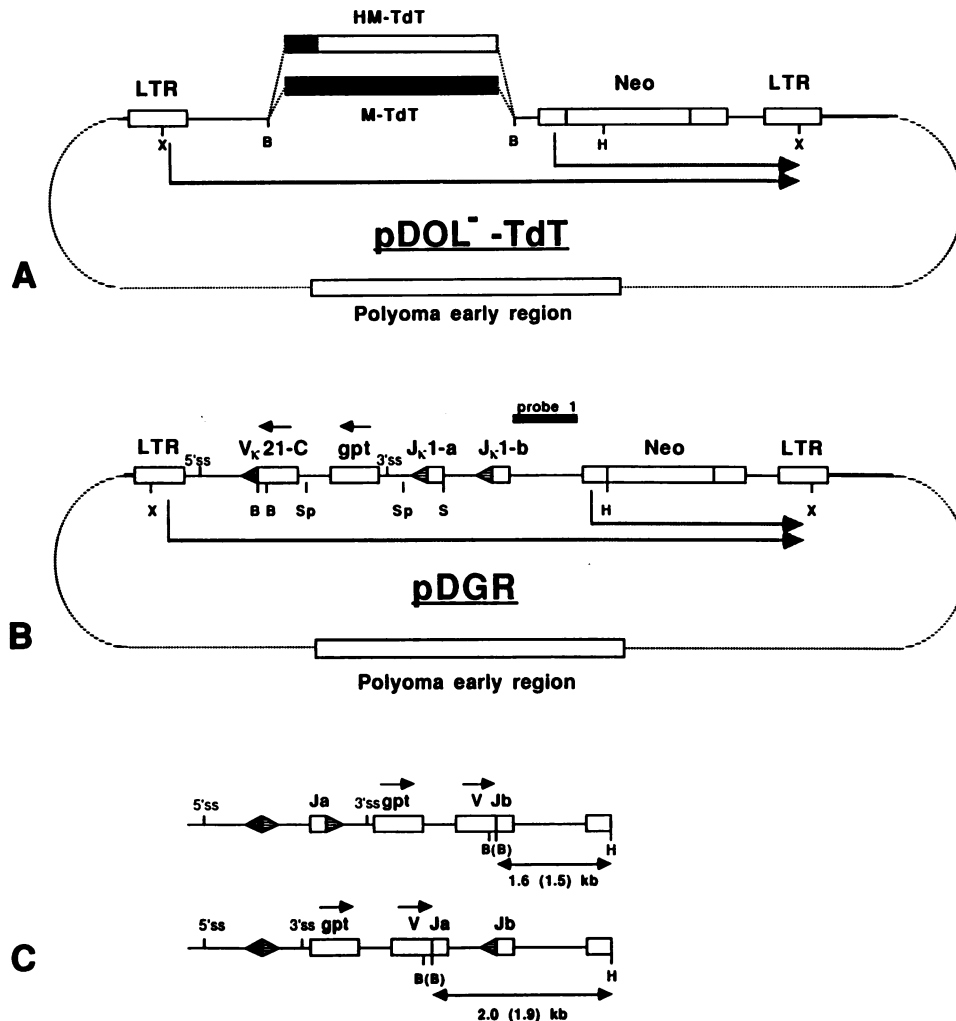 HM-TdT
LTR
M-TdT
Neo
LTR
X
B
B
H
X
pDOL⁻-TdT
A
Polyoma early region
probe 1
LTR
5'ss
Vκ21-C
gpt
3'ss
Jκ1-a
Jκ1-b
Neo
LTR
X
B
B
Sp
Sp
S
H
X
pDGR
B
Polyoma early region
5'ss
Ja
3'ss
gpt
V
Jb
B(B)
H
1.6 (1.5) kb
5'ss
3'ss
gpt
V
Ja
Jb
C
B(B)
H
2.0 (1.9) kb